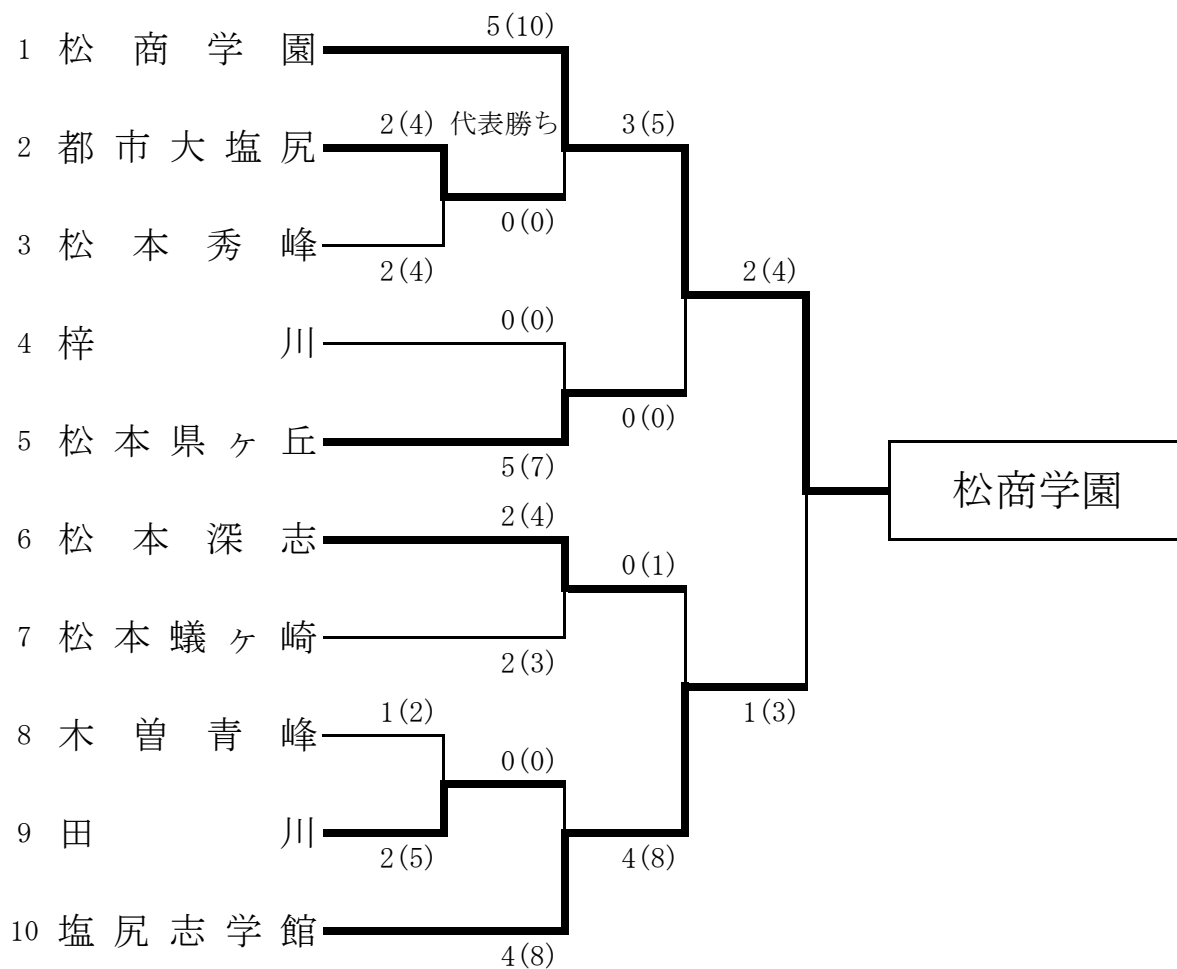 5(10)
1 松商学園
2(4) 代表勝ち 3(5)
2 都市大塩尻
0(0)
3 松本秀峰
2(4)
2(4)
0(0)
4 梓川
0(0)
5 松本県ヶ丘
5(7)
松商学園
2(4)
6 松本深志
0(1)
7 松本蟻ヶ崎
2(3)
1(2)
1(3)
8 木曽青峰
0(0)
9 田川
2(5)
4(8)
10 塩尻志学館
4(8)